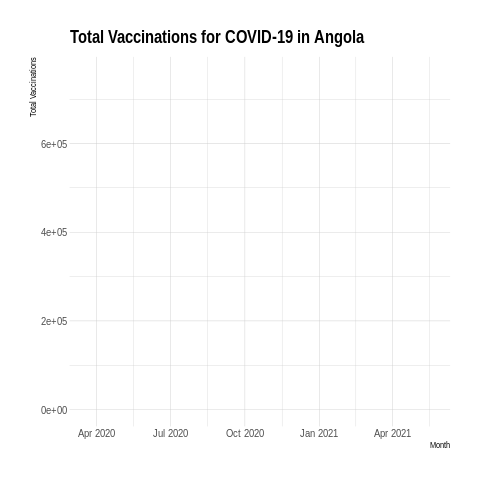 Total Vaccinations for COVID-19 in Angola
Total Vaccinations
6e+05
4e+05
2e+05
0e+00
Apr 2020 Jul 2020 Oct 2020 Jan 2021 Apr 2021
Month